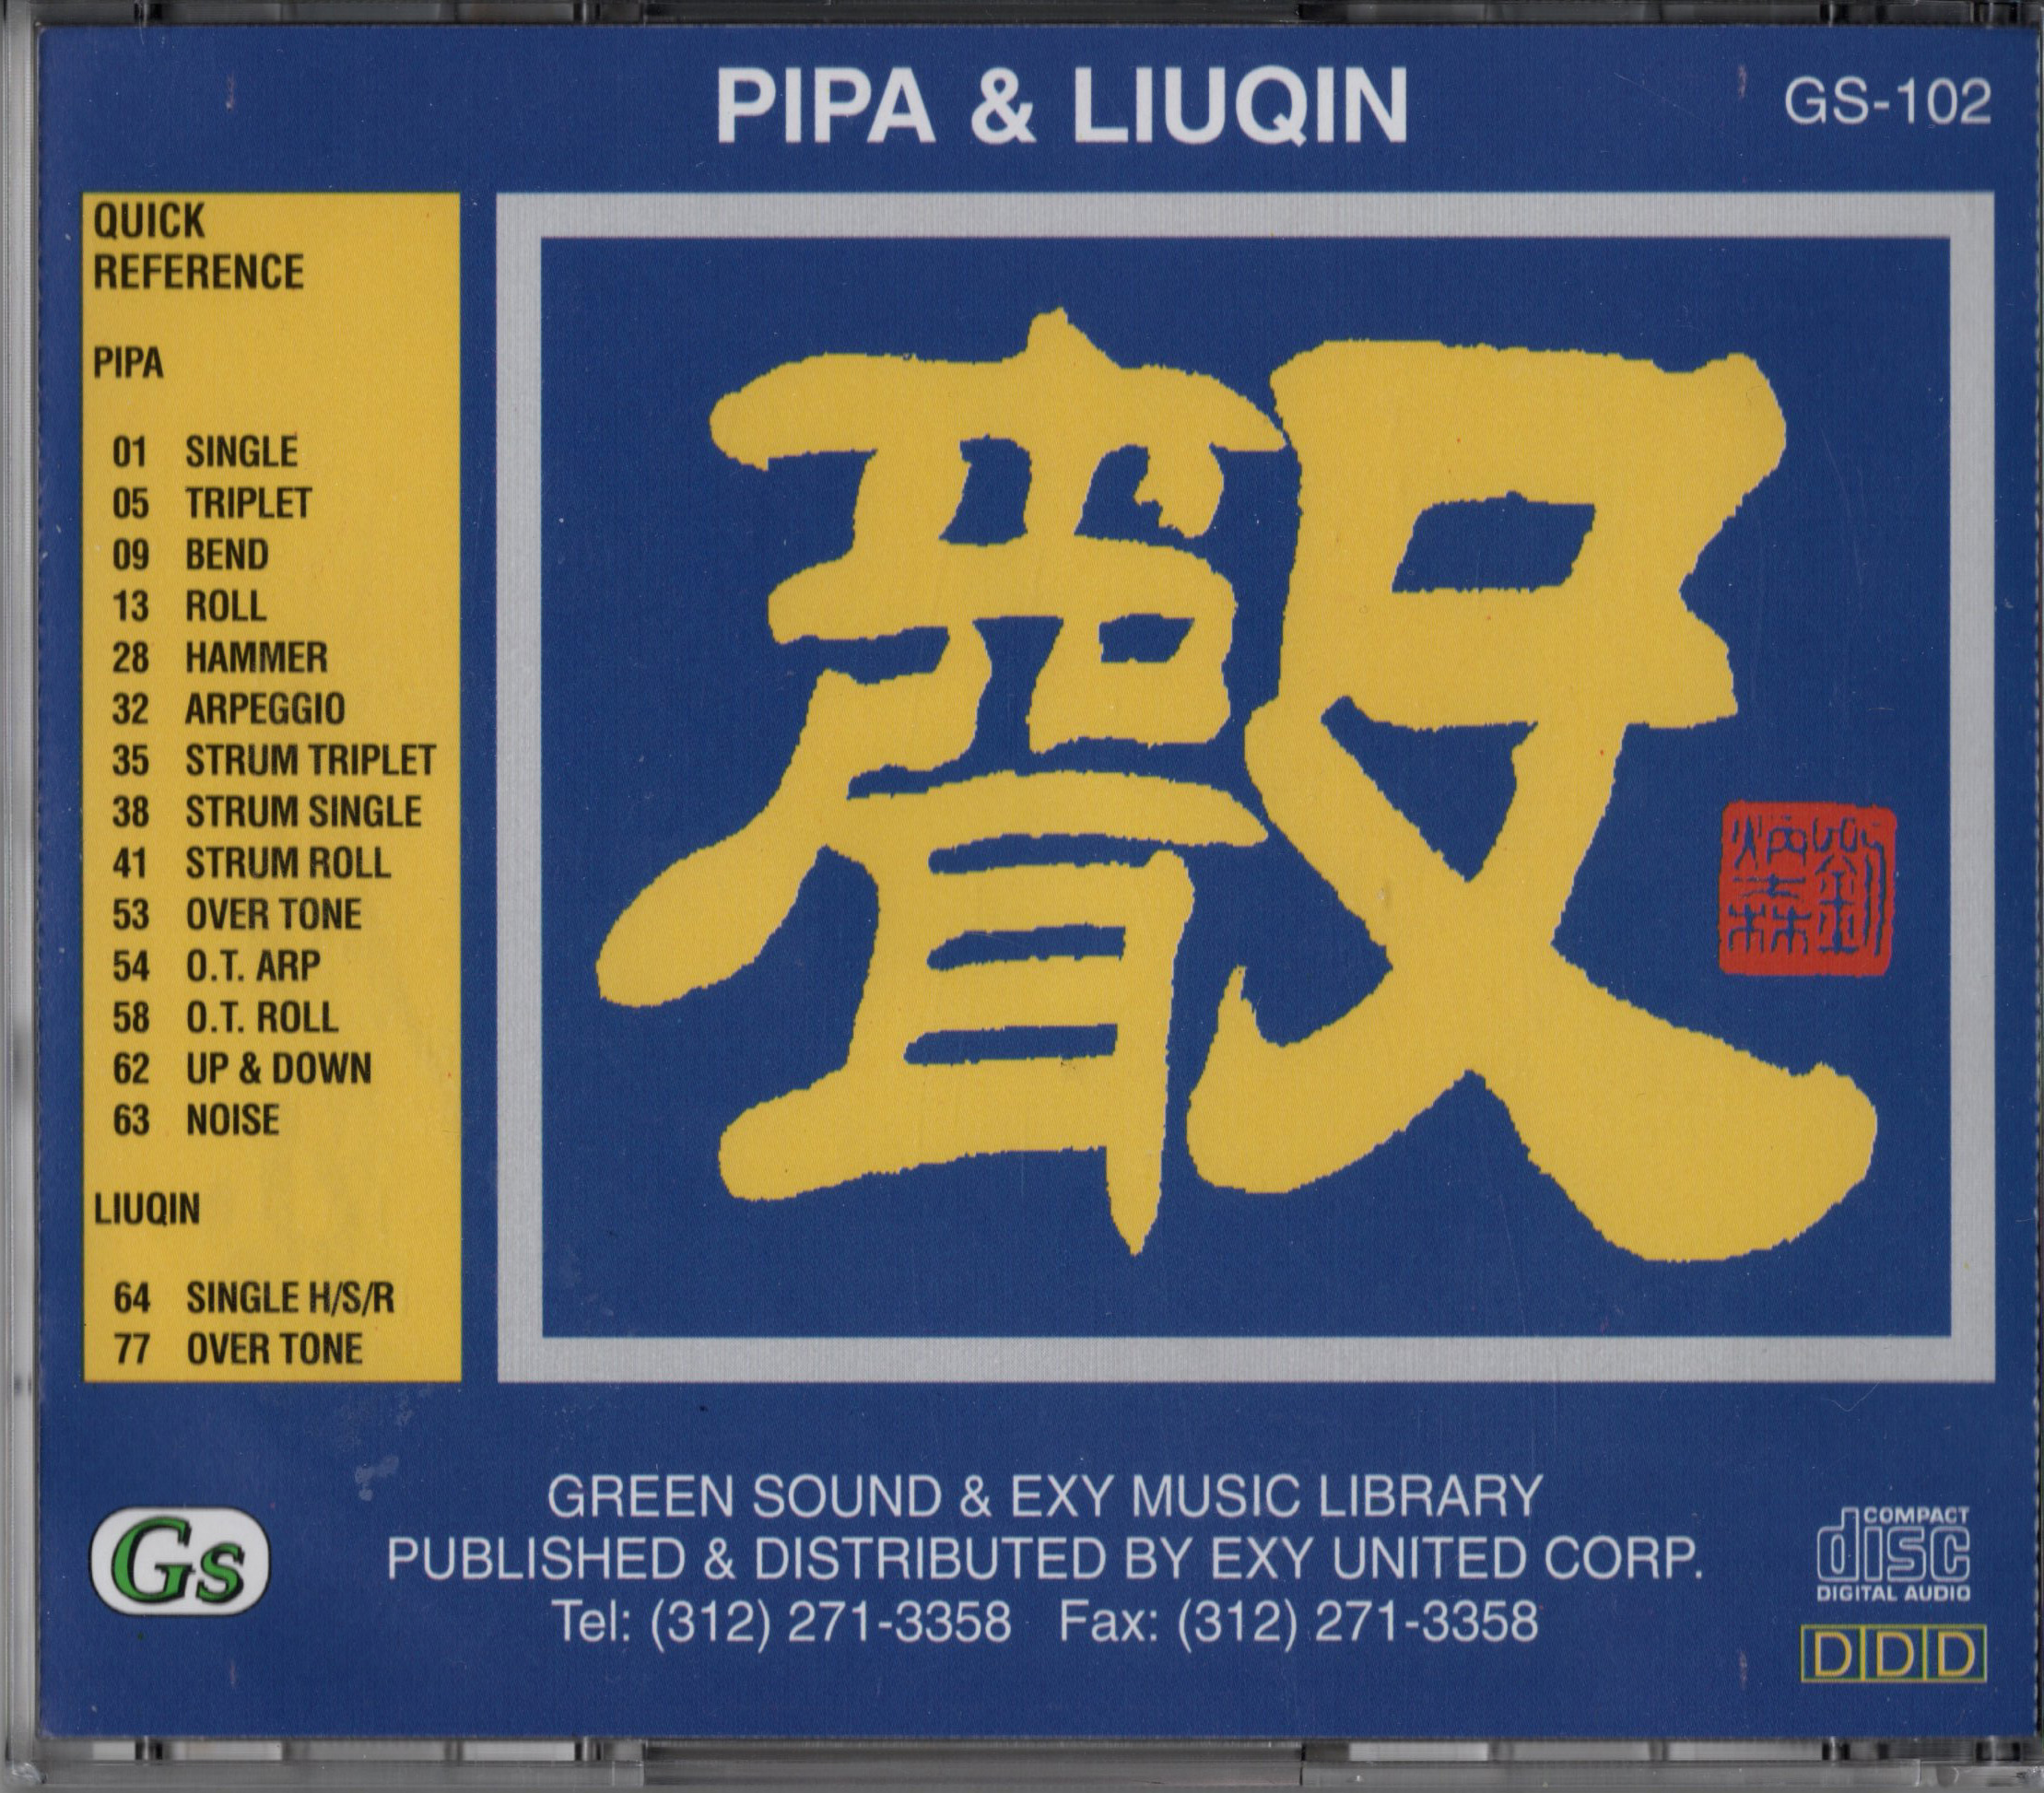 PIPA & LIUQIN
GS-102
QUICK
REFERENCE
PIPA
01 SINGLE
05 TRIPLET
09 BEND
13 ROLL
28 HAMMER
32 ARPEGGIO
35 STRUM TRIPLET
38 STRUM SINGLE
41 STRUM ROLL
53 OVER TONE
54 O.T. ARP
58 O.T. ROLL
62 UP & DOWN
63 NOISE
LIUQIN
64 SINGLE H/S/R
77 OVER TONE
GREEN SOUND & EXY MUSIC LIBRARY
PUBLISHED & DISTRIBUTED BY EXY UNITED CORP.
Tel: (312) 271-3358 Fax: (312) 271-3358
Gs
COMPACT
disc
DIGITAL AUDIO
DDD